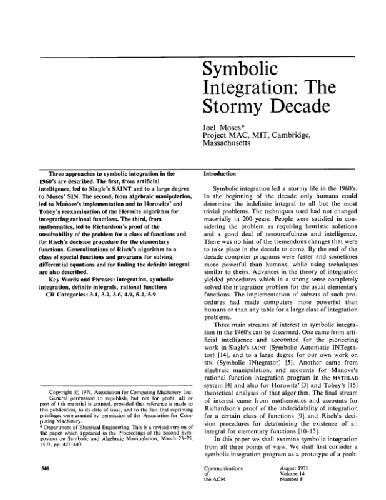 Symbolic
Integration: The
Stormy Decade
Joel Moses*
Project MAC, MIT, Cambridge,
Massachusetts
Three approaches to symbolic integration in the
1960's are described. The first, from artificial
intelligence, led to Slagle's SAINT and to a large degree
to Moses' SIN. The second, from algebraic manipulation,
led to Manove's implementation and to Horowitz' and
Tobey's reexamination of the Hermite algorithm for
integrating rational functions. The third, from
mathematics, led to Richardson's proof of the
unsolvability of the problem for a class of functions and
for Risch's decision procedure for the elementary
functions. Generalizations of Risch's algorithm to a
class of special functions and programs for solving
differential equations and for finding the definite integral
are also described.
Key Words and Phrases: integration, symbolic
integration, definite integrals, rational functions
CR Categories: 3.1, 3.2, 3.6, 4.9, 5.2, 5.9
Copyright © 1971, Association for Computing Machinery, Inc.
General permission to republish, but not for profit, all or
part of this material is granted, provided that reference is made to
this publication, to its date of issue, and to the fact that reprinting
privileges were granted by permission of the Association for Com-
puting Machinery.
* Department of Electrical Engineering. This is a revised version of
the paper which appeared in the Proceedings of the Second Sym-
posium on Symbolic and Algebraic Manipulation, March 23-25,
1971, pp. 427-440.
548
Introduction
Symbolic integration led a stormy life in the 1960's.
In the beginning of the decade only humans could
determine the indefinite integral to all but the most
trivial problems. The techniques used had not changed
materially in 200 years. People were satisfied in con-
sidering the problem as requiring heuristic solutions
and a good deal of resourcefulness and intelligence.
There was no hint of the tremendous changes that were
to take place in the decade to come. By the end of the
decade computer programs were faster and sometimes
more powerful than humans, while using techniques
similar to theirs. Advances in the theory of integration
yielded procedures which in a strong sense completely
solved the integration problem for the usual elementary
functions. The implementation of subsets of such pro-
cedures had made computers more powerful than
humans or than any table for a large class of integration
problems.
Three main streams of interest in symbolic integra-
tion in the 1960's can be discerned. One came from arti-
ficial intelligence and accounted for the pioneering
work in Slagle's SAINT (Symbolic Automatic INTegra-
tor) [14], and to a large degree for our own work on
SIN (Symbolic INtegrator) [5]. Another came from
algebraic manipulation, and accounts for Manove's
rational function integration program in the MATHLAB
system [4] and also for Horowitz' [3] and Tobey's [15]
theoretical analyses of that algorithm. The final stream
of interest came from mathematics and accounts for
Richardson's proof of the undecidability of integration
for a certain class of functions [9] and Risch's deci-
sion procedures for determining the existence of an
integral for elementary functions [10-13].
In this paper we shall examine symbolic integration
from all three points of view. We shall first consider a
symbolic integration program as a prototype of a prob-
Communications
of
the ACM
August 1971
Volume 14
Number 8